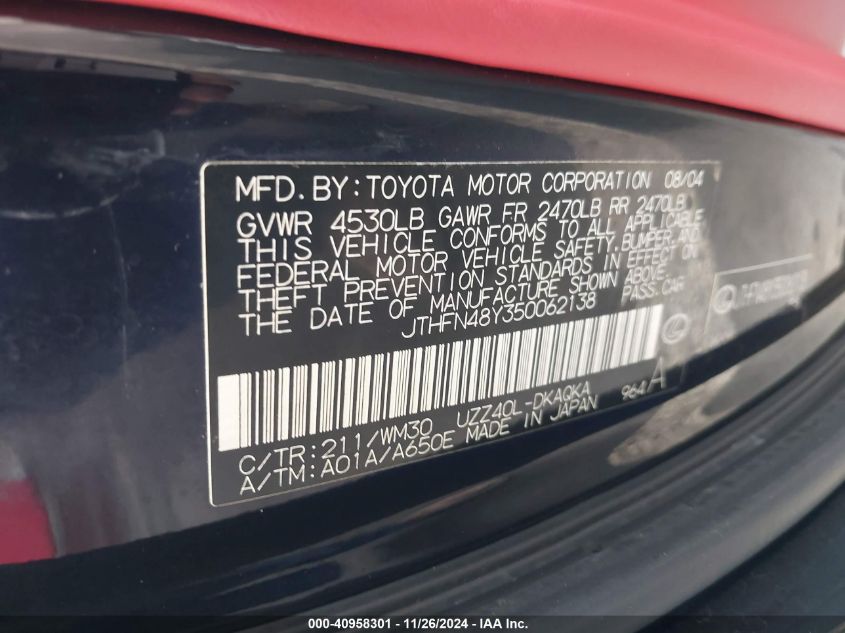 MFD. BY: TOYOTA MOTOR CORPORATION 08/04
GVWR 4530LB GAWR FR 2470LB RR 2470LB
THIS VEHICLE CONFORMS TO ALL APPLICABLE
FEDERAL MOTOR VEHICLE SAFETY, BUMPER, AND
THEFT PREVENTION STANDARDS IN EFFECT ON
THE DATE OF MANUFACTURE SHOWN ABOVE.
JTHFN48Y350062138 PASS. CAR
C/TR: 211/WM30 UZZ40L-DKAQKA 964 A
A/TM: A01A/A650E MADE IN JAPAN
000-40958301 - 11/26/2024 - IAA Inc.